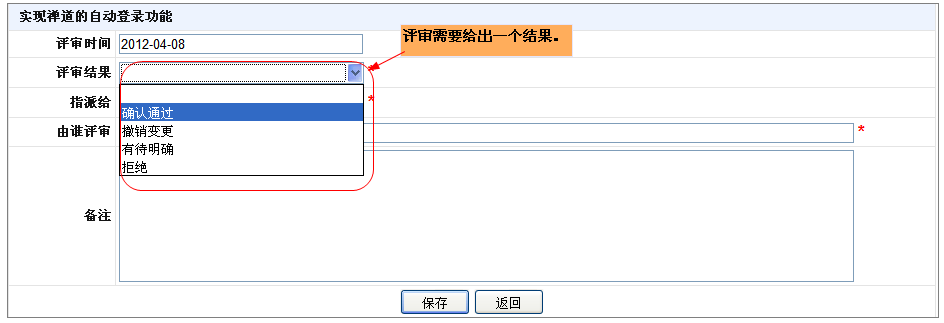 实现禅道的自动登录功能
评审需要给出一个结果。
评审时间 2012-04-08
评审结果 *
指派给 *
确认通过
撤销变更
有待明确
拒绝
由谁评审 *
备注
保存 返回